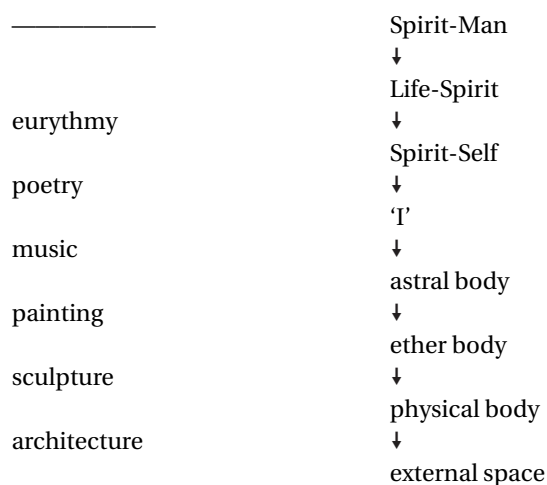 —————— Spirit-Man
↓
Life-Spirit
eurythmy ↓
Spirit-Self
poetry ↓
‘I’
music ↓
astral body
painting ↓
ether body
sculpture ↓
physical body
architecture ↓
external space